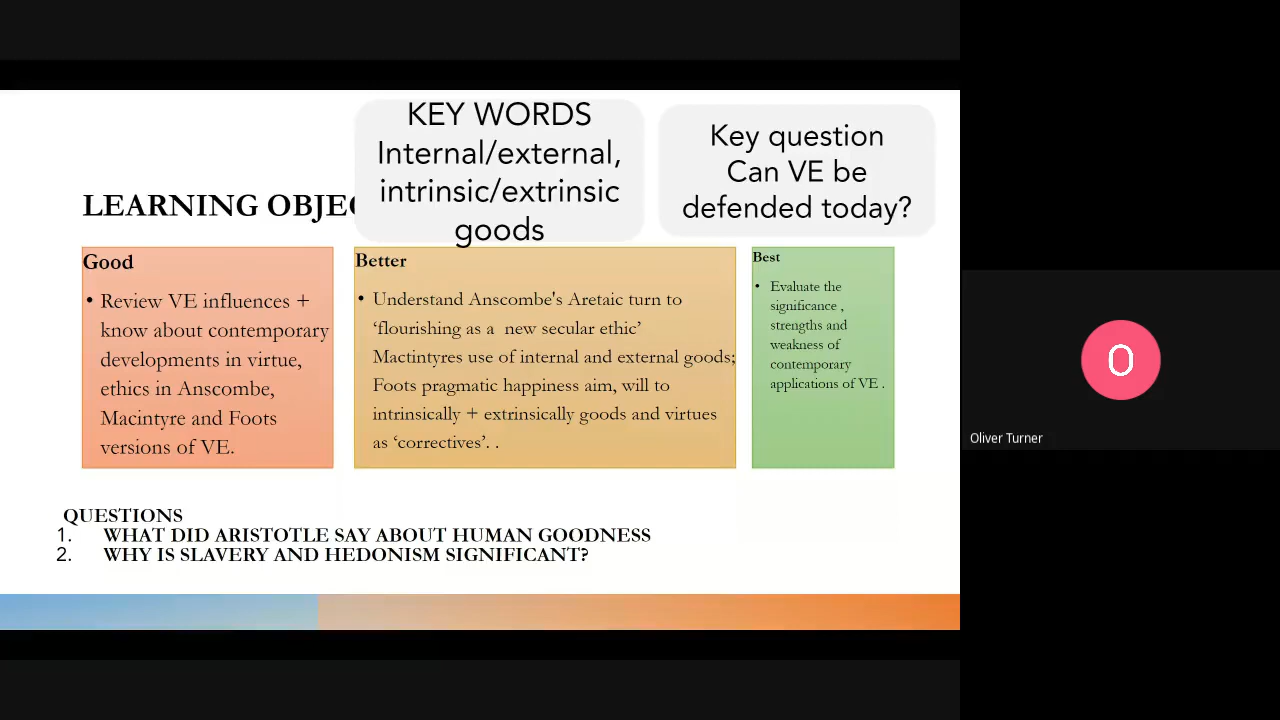 KEY WORDS
Internal/external,
intrinsic/extrinsic
goods
Key question
Can VE be
defended today?
LEARNING OBJEC
Good
• Review VE influences +
know about contemporary
developments in virtue,
ethics in Anscombe,
Macintyre and Foots
versions of VE.
Better
• Understand Anscombe's Aretaic turn to
‘flourishing as a new secular ethic’
Mactintyres use of internal and external goods;
Foots pragmatic happiness aim, will to
intrinsically + extrinsically goods and virtues
as ‘correctives’. .
Best
• Evaluate the
significance ,
strengths and
weakness of
contemporary
applications of VE .
QUESTIONS
1. WHAT DID ARISTOTLE SAY ABOUT HUMAN GOODNESS
2. WHY IS SLAVERY AND HEDONISM SIGNIFICANT?
O
Oliver Turner